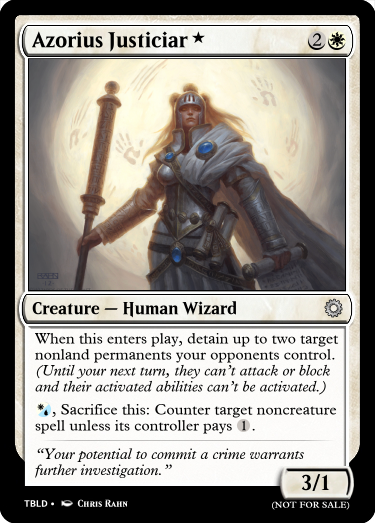 Azorius Justiciar ★ 2
Creature — Human Wizard
When this enters play, detain up to two target
nonland permanents your opponents control.
(Until your next turn, they can't attack or block
and their activated abilities can't be activated.)
, Sacrifice this: Counter target noncreature
spell unless its controller pays 1.
"Your potential to commit a crime warrants
further investigation."
3/1
TBLD • Chris Rahn
(NOT FOR SALE)